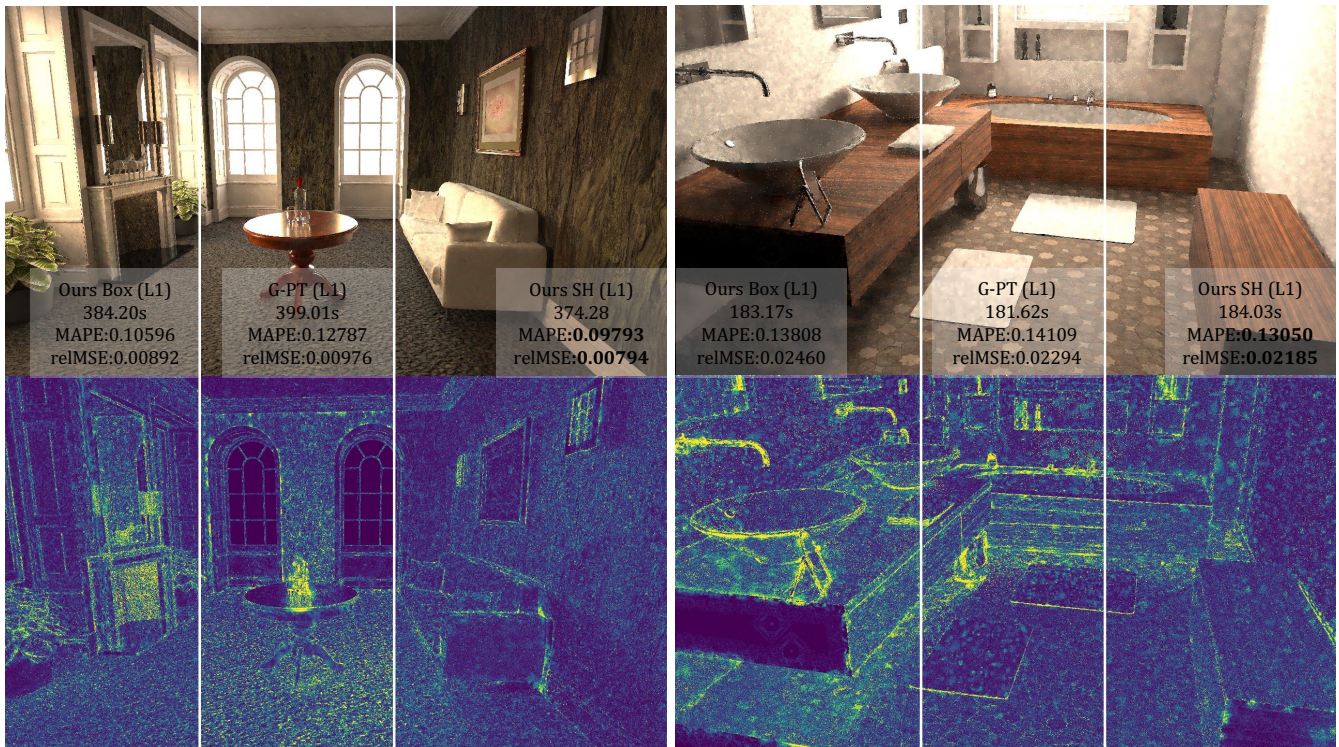 Ours Box (L1)
384.20s
MAPE:0.10596
relMSE:0.00892
G-PT (L1)
399.01s
MAPE:0.12787
relMSE:0.00976
Ours SH (L1)
374.28
MAPE:0.09793
relMSE:0.00794
Ours Box (L1)
183.17s
MAPE:0.13808
relMSE:0.02460
G-PT (L1)
181.62s
MAPE:0.14109
relMSE:0.02294
Ours SH (L1)
184.03s
MAPE:0.13050
relMSE:0.02185